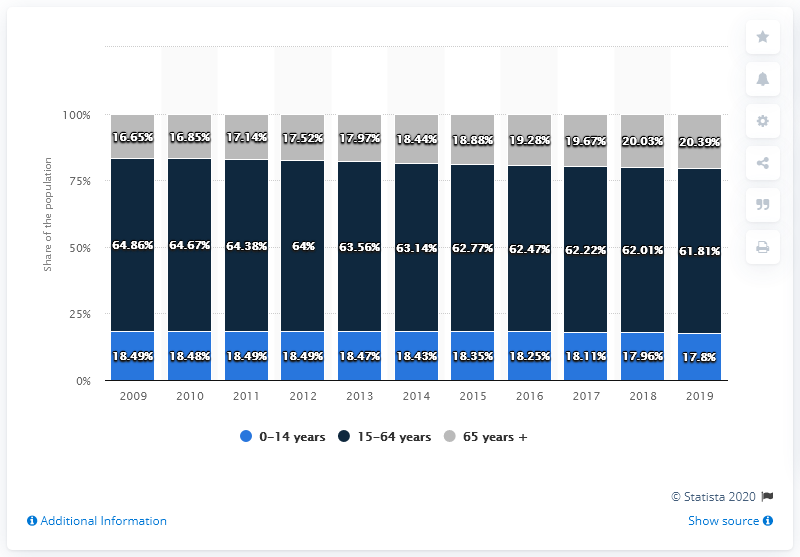 100%
75%
50%
25%
0%
Share of the population
16.65% 16.85% 17.14% 17.52% 17.97% 18.44% 18.88% 19.28% 19.67% 20.03% 20.39%
64.86% 64.67% 64.38% 64% 63.56% 63.14% 62.77% 62.47% 62.22% 62.01% 61.81%
18.49% 18.48% 18.49% 18.49% 18.47% 18.43% 18.35% 18.25% 18.11% 17.96% 17.8%
2009 2010 2011 2012 2013 2014 2015 2016 2017 2018 2019
0-14 years 15-64 years 65 years +
© Statista 2020
Additional Information Show source